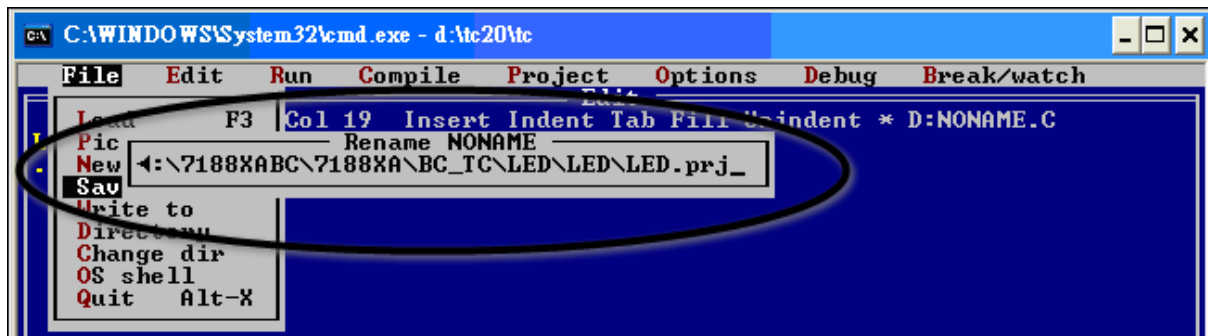 C:\WINDOWS\System32\cmd.exe - d:\tc20\tc
File Edit Run Compile Project Options Debug Break/watch
Edit
Load F3 Col 19 Insert Indent Tab Fill Unindent * D:NONAME.C
Pic Rename NONAME
New ◄:\7188XABC\7188XA\BC_TC\LED\LED\LED.prj_
Sav
Write to
Directory
Change dir
OS shell
Quit Alt-X